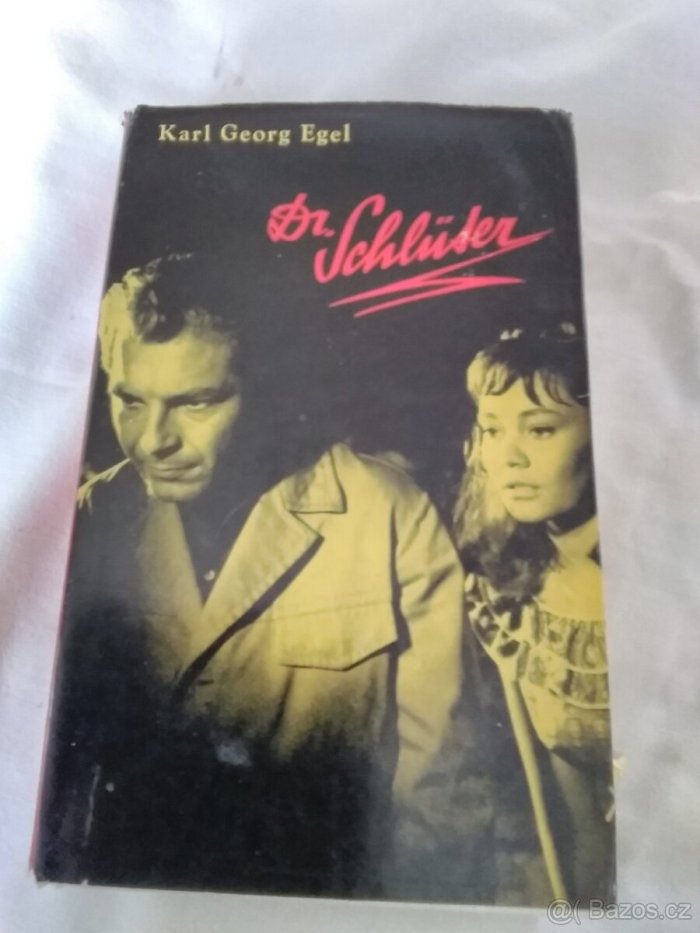 Karl Georg Egel
Dr. Schlüter
@( Bazos.cz